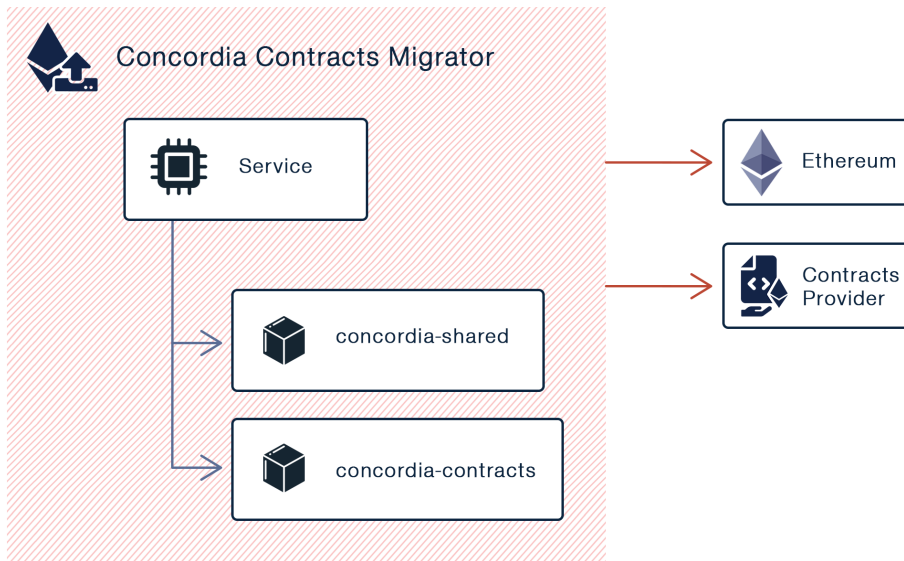 Concordia Contracts Migrator
Service
Ethereum
Contracts
Provider
concordia-shared
concordia-contracts